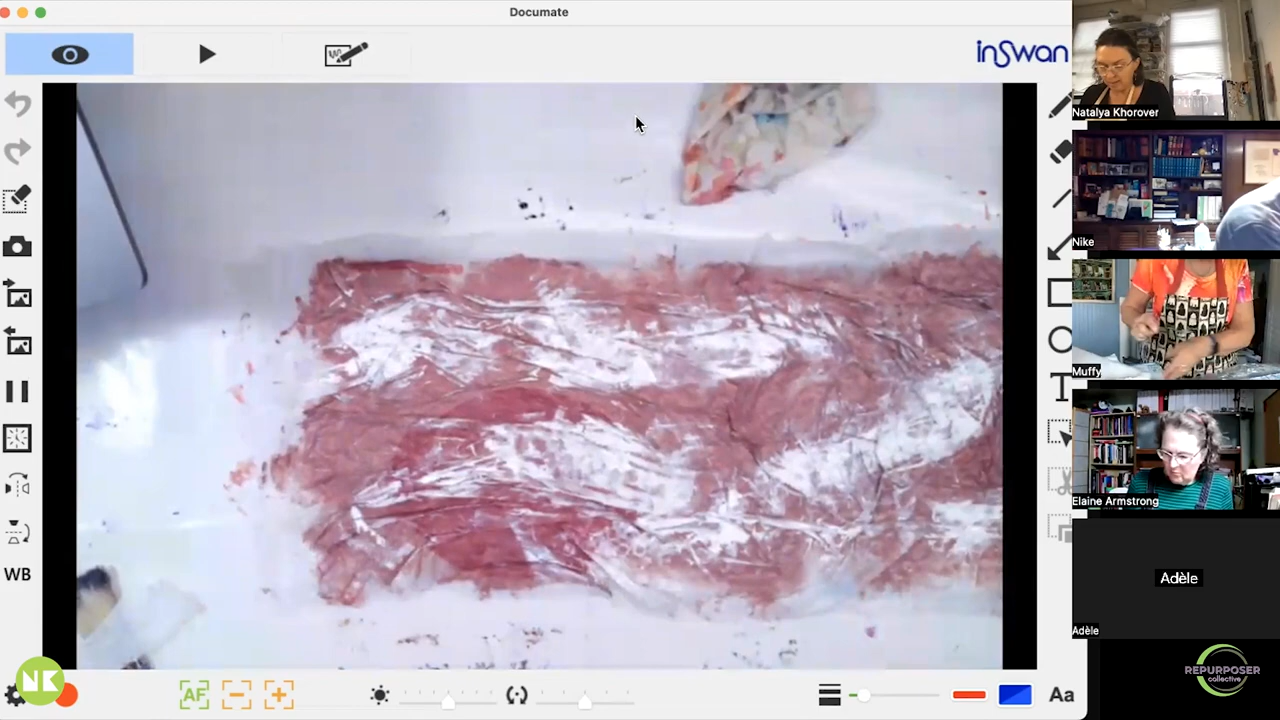 Documate
inSwan
Natalya Khorover
Nike
Muffy
T
Elaine Armstrong
WB
Adèle
Adèle
NK
AF
Aa
REPURPOSER
collective